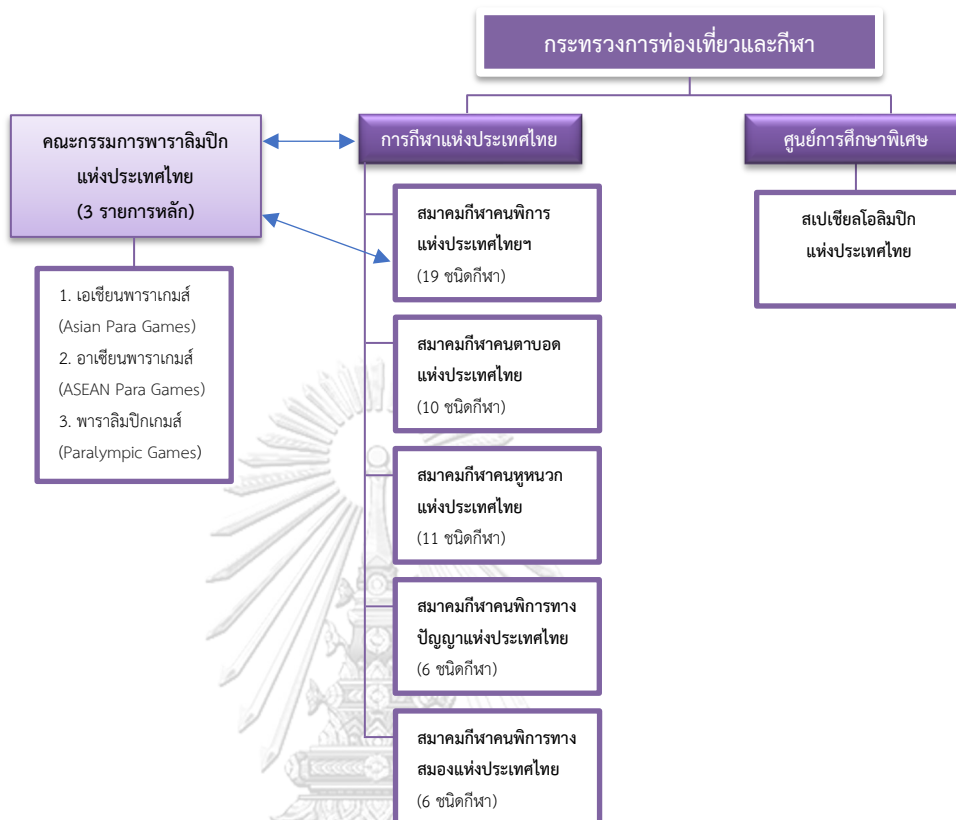 กระทรวงการท่องเที่ยวและกีฬา
คณะกรรมการพาราลิมปิก
แห่งประเทศไทย
(3 รายการหลัก)
การกีฬาแห่งประเทศไทย
ศูนย์การศึกษาพิเศษ
1. เอเชียนพาราเกมส์
(Asian Para Games)
2. อาเซียนพาราเกมส์
(ASEAN Para Games)
3. พาราลิมปิกเกมส์
(Paralympic Games)
สมาคมกีฬาคนพิการ
แห่งประเทศไทยฯ
(19 ชนิดกีฬา)
สมาคมกีฬาคนตาบอด
แห่งประเทศไทย
(10 ชนิดกีฬา)
สมาคมกีฬาคนหูหนวก
แห่งประเทศไทย
(11 ชนิดกีฬา)
สมาคมกีฬาคนพิการทาง
ปัญญาแห่งประเทศไทย
(6 ชนิดกีฬา)
สมาคมกีฬาคนพิการทาง
สมองแห่งประเทศไทย
(6 ชนิดกีฬา)
สเปเชียลโอลิมปิก
แห่งประเทศไทย